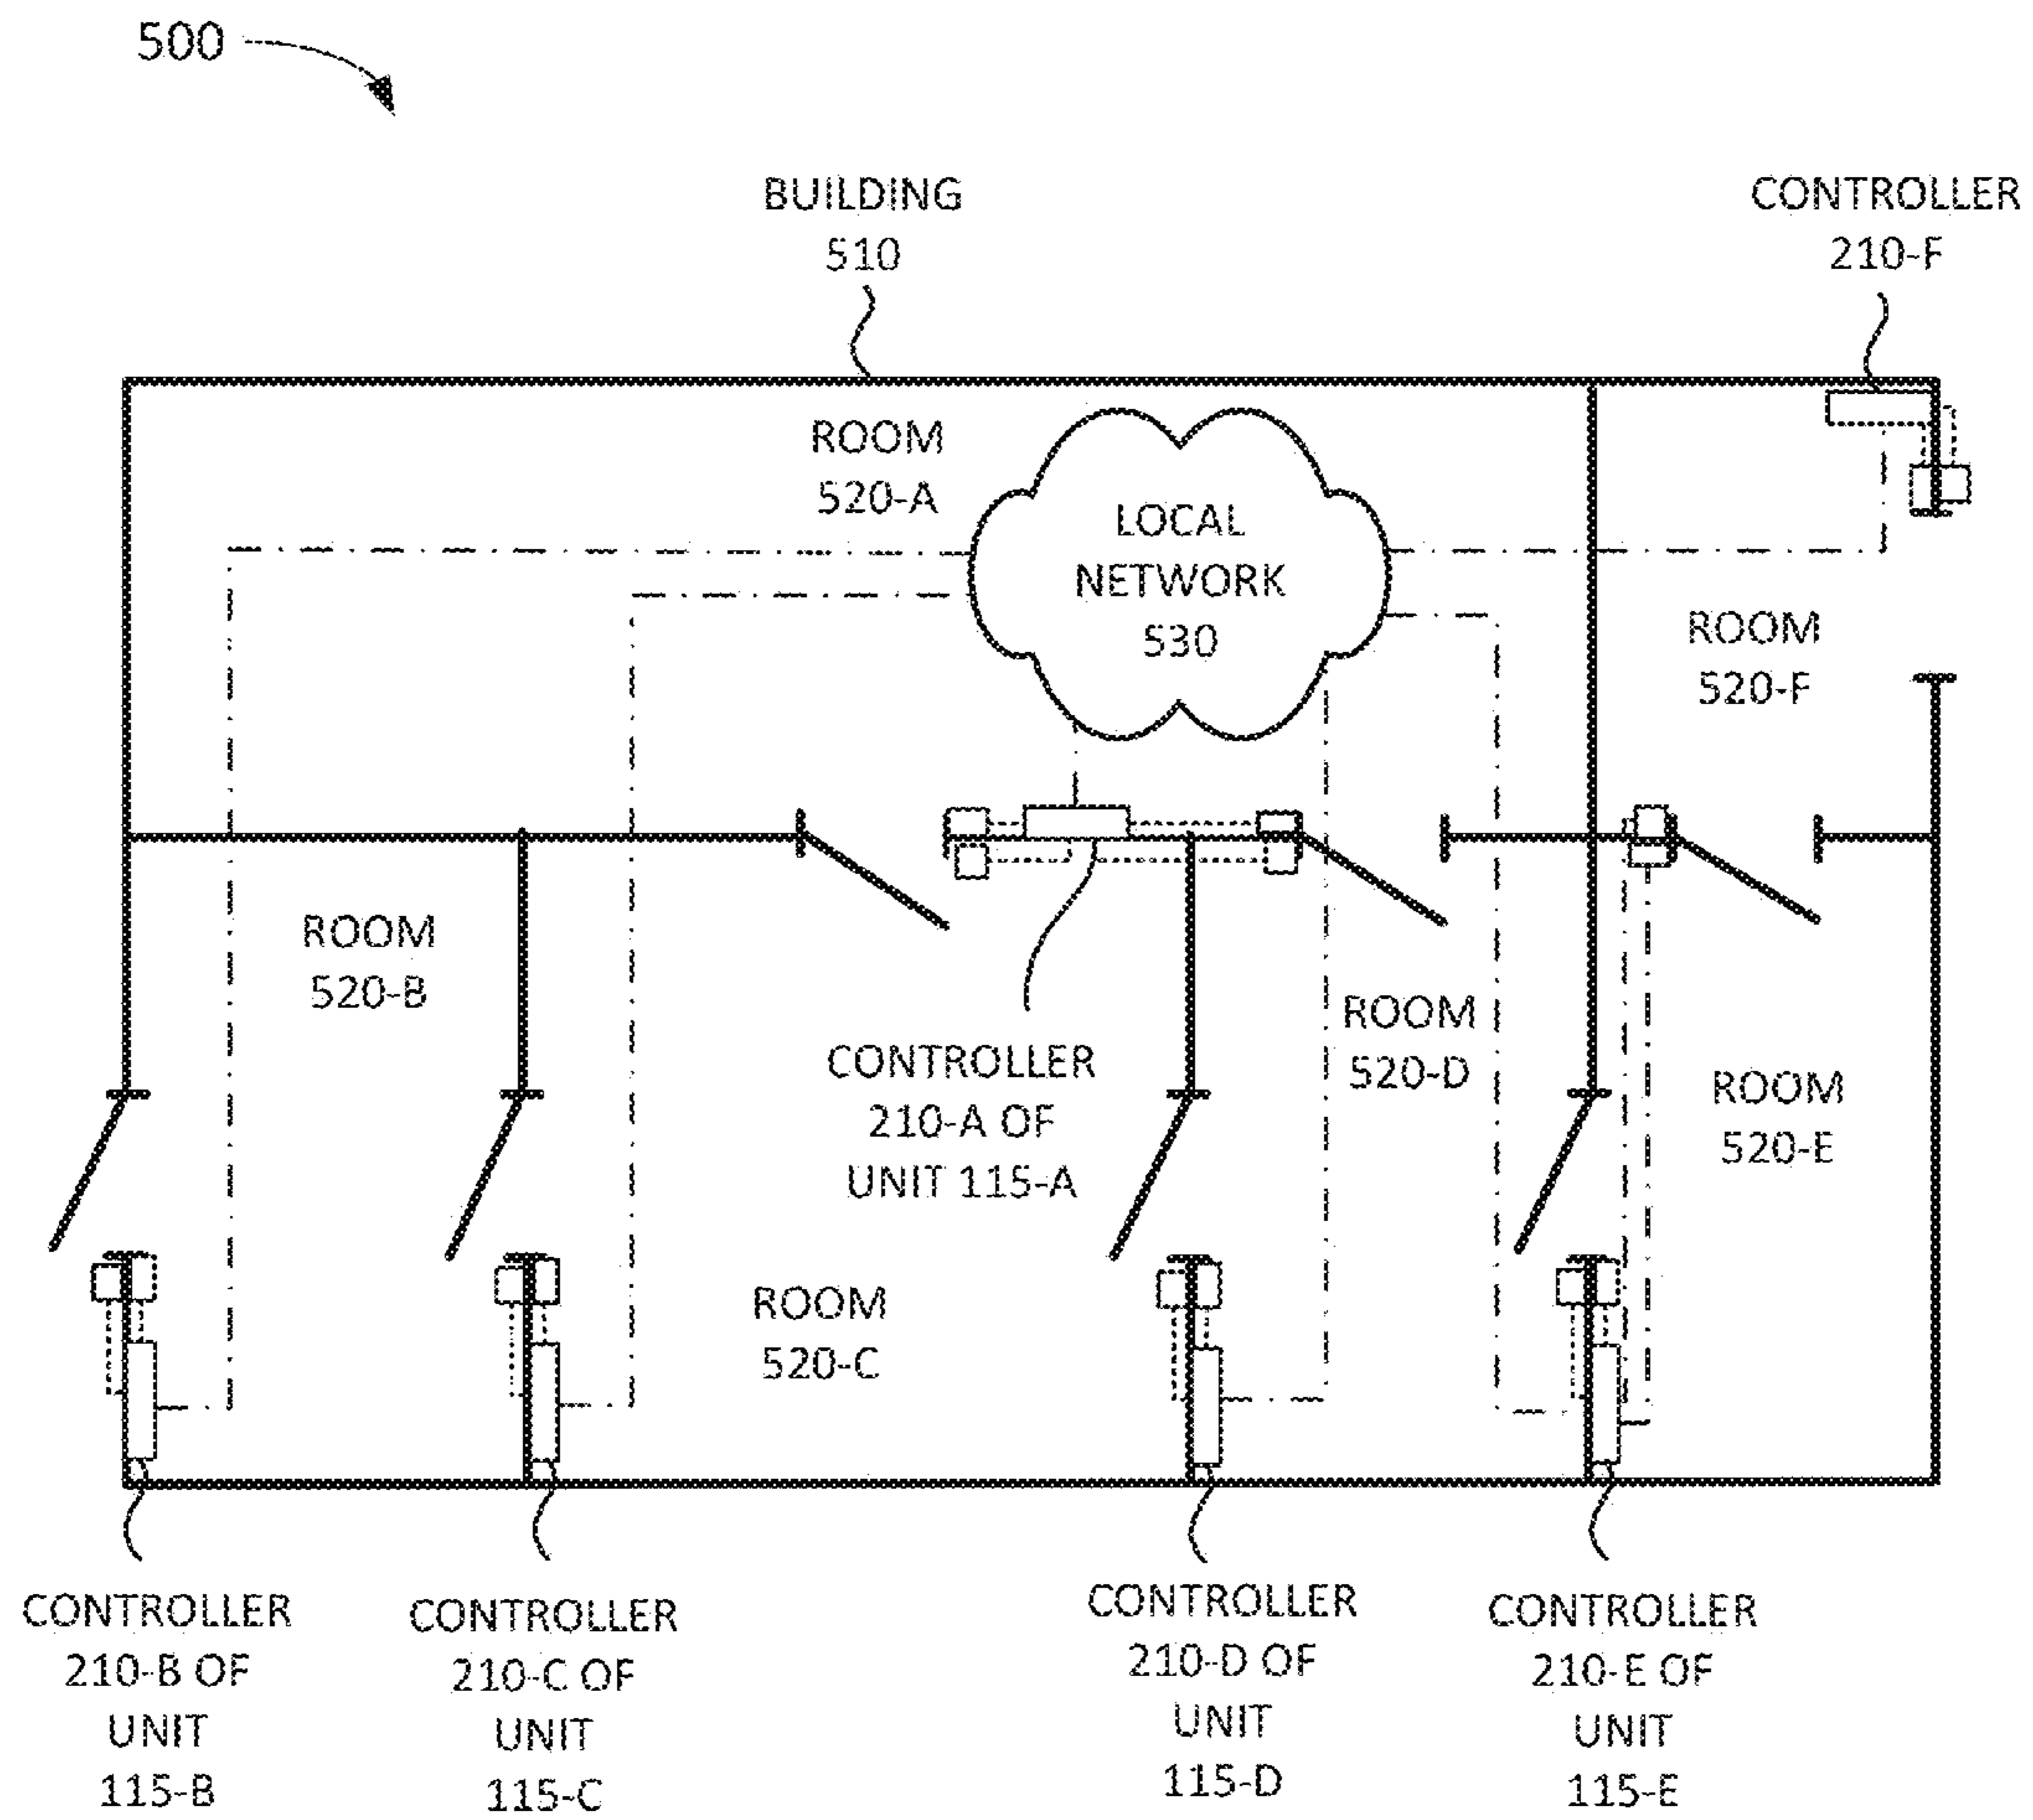 500
BUILDING
510
CONTROLLER
210-F
ROOM
520-A
LOCAL
NETWORK
530
ROOM
520-F
ROOM
520-B
CONTROLLER
210-A OF
UNIT 115-A
ROOM
520-D
ROOM
520-E
ROOM
520-C
CONTROLLER
210-B OF
UNIT
115-B
CONTROLLER
210-C OF
UNIT
115-C
CONTROLLER
210-D OF
UNIT
115-D
CONTROLLER
210-E OF
UNIT
115-E